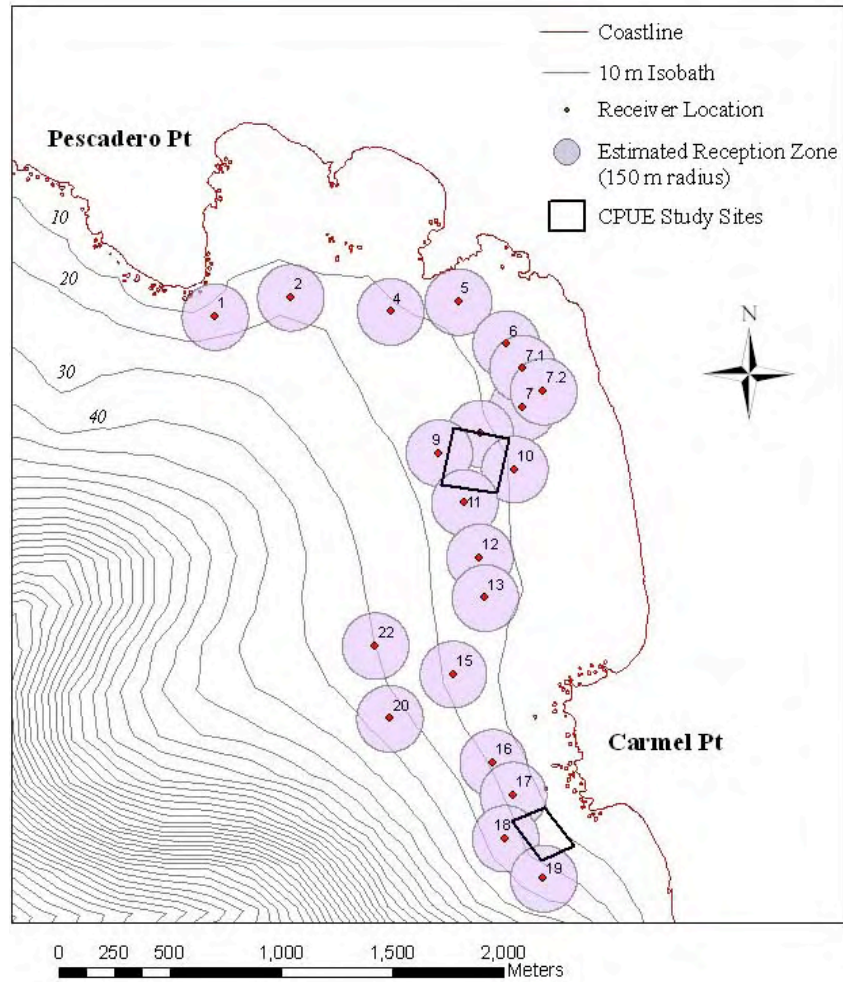 Coastline
10 m Isobath
Receiver Location
Estimated Reception Zone
(150 m radius)
CPUE Study Sites
Pescadero Pt
10
20
30
40
N
1
2
4
5
6
7.1
7.2
7
9
10
11
12
13
22
15
20
16
17
18
19
Carmel Pt
0 250 500 1,000 1,500 2,000
Meters